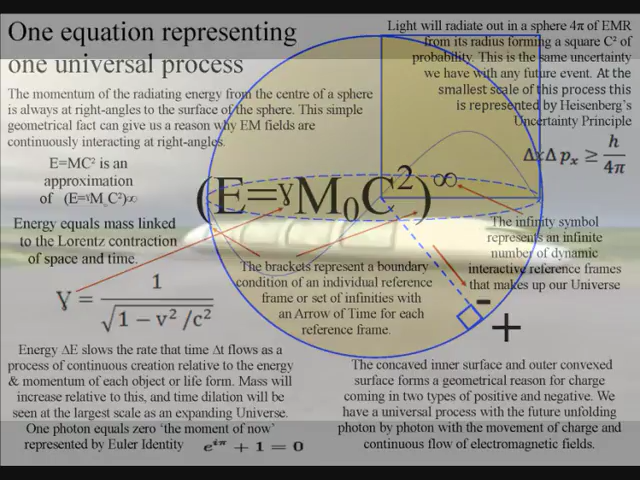 One equation representing
one universal process
The momentum of the radiating energy from the centre of a sphere
is always at right-angles to the surface of the sphere. This simple
geometrical fact can give us a reason why EM fields are
continuously interacting at right-angles.
Light will radiate out in a sphere 4π of EMR
from its radius forming a square C² of
probability. This is the same uncertainty
we have with any future event. At the
smallest scale of this process this
is represented by Heisenberg's
Uncertainty Principle
Δx Δ pₓ ≥ h/4π
E=MC² is an
approximation
of (E=ɣM₀C²)∞
(E=ɣM₀C²)∞
Energy equals mass linked
to the Lorentz contraction
of space and time.
ɣ = 1/√(1 − v²/c²)
The brackets represent a boundary
condition of an individual reference
frame or set of infinities with
an Arrow of Time for each
reference frame.
The infinity symbol
represents an infinite
number of dynamic
interactive reference frames
that makes up our Universe
-
+
Energy ΔE slows the rate that time Δt flows as a
process of continuous creation relative to the energy
& momentum of each object or life form. Mass will
increase relative to this, and time dilation will be
seen at the largest scale as an expanding Universe.
One photon equals zero 'the moment of now'
represented by Euler Identity e^iπ + 1 = 0
The concaved inner surface and outer convexed
surface forms a geometrical reason for charge
coming in two types of positive and negative. We
have a universal process with the future unfolding
photon by photon with the movement of charge and
continuous flow of electromagnetic fields.